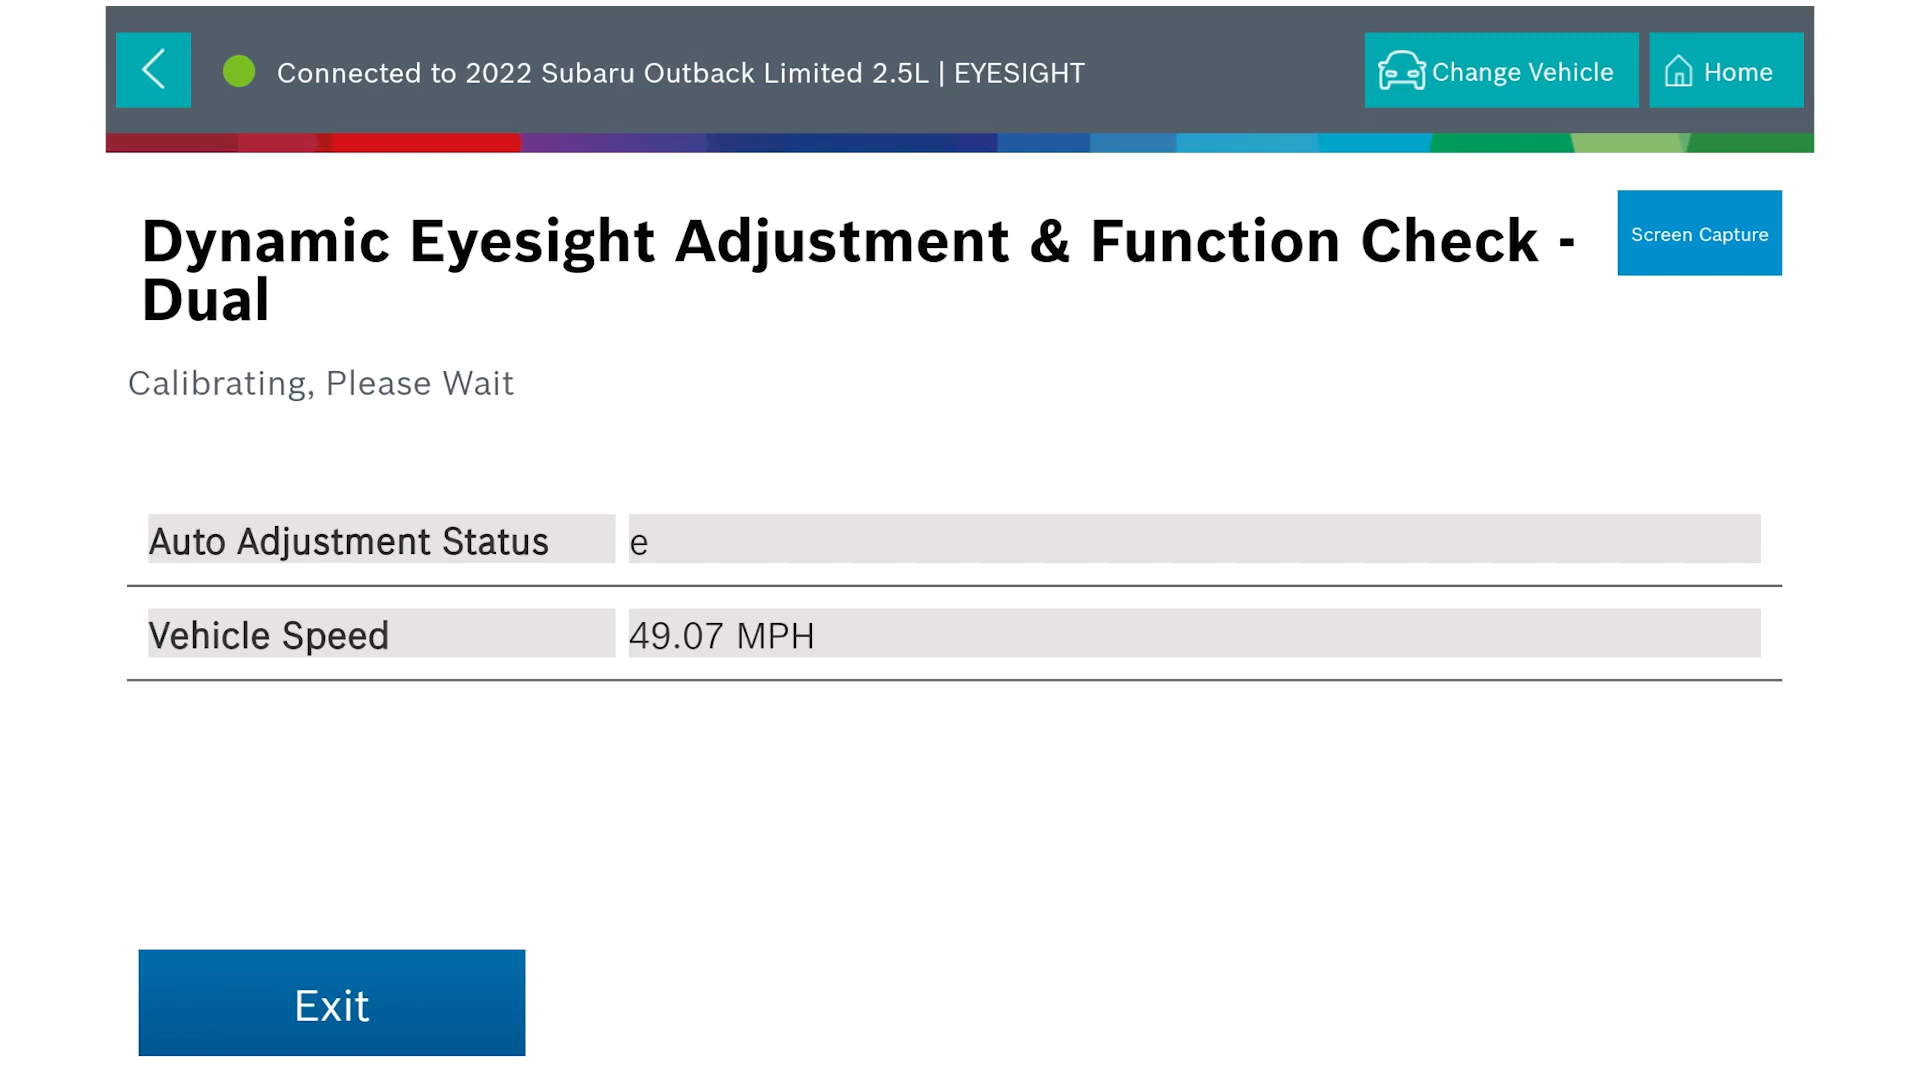 Connected to 2022 Subaru Outback Limited 2.5L | EYESIGHT
Change Vehicle
Home
Dynamic Eyesight Adjustment & Function Check -
Dual
Screen Capture
Calibrating, Please Wait
Auto Adjustment Status e
Vehicle Speed 49.07 MPH
Exit